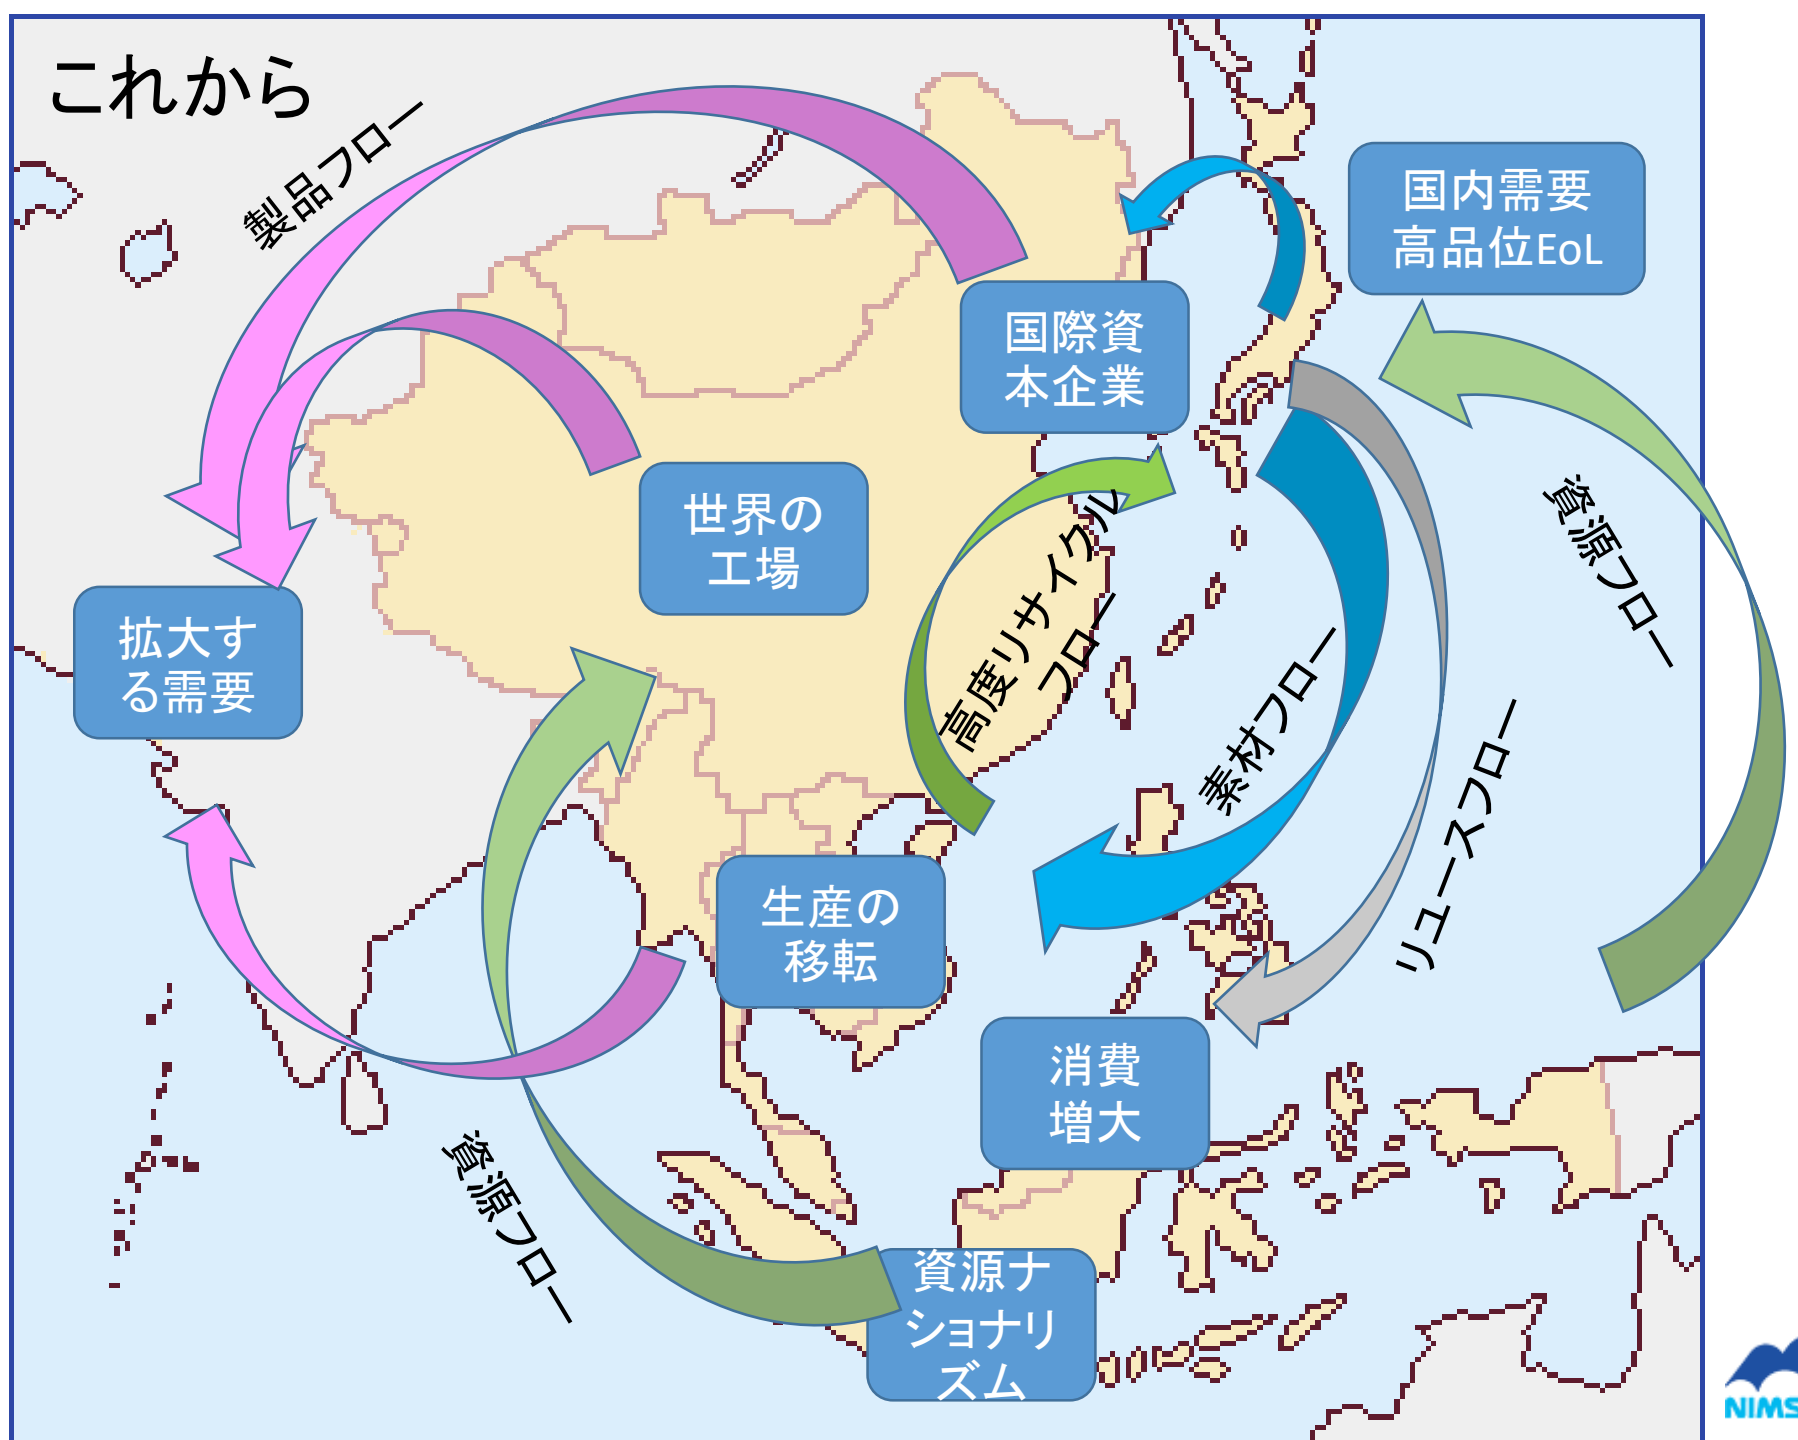 これから
製品フロー
国内需要
高品位EoL
国際資
本企業
世界の
工場
資源フロー
拡大す
る需要
高度リサイクル
フロー
素材フロー
リユースフロー
生産の
移転
消費
増大
資源フロー
資源ナ
ショナリ
ズム
NIMS